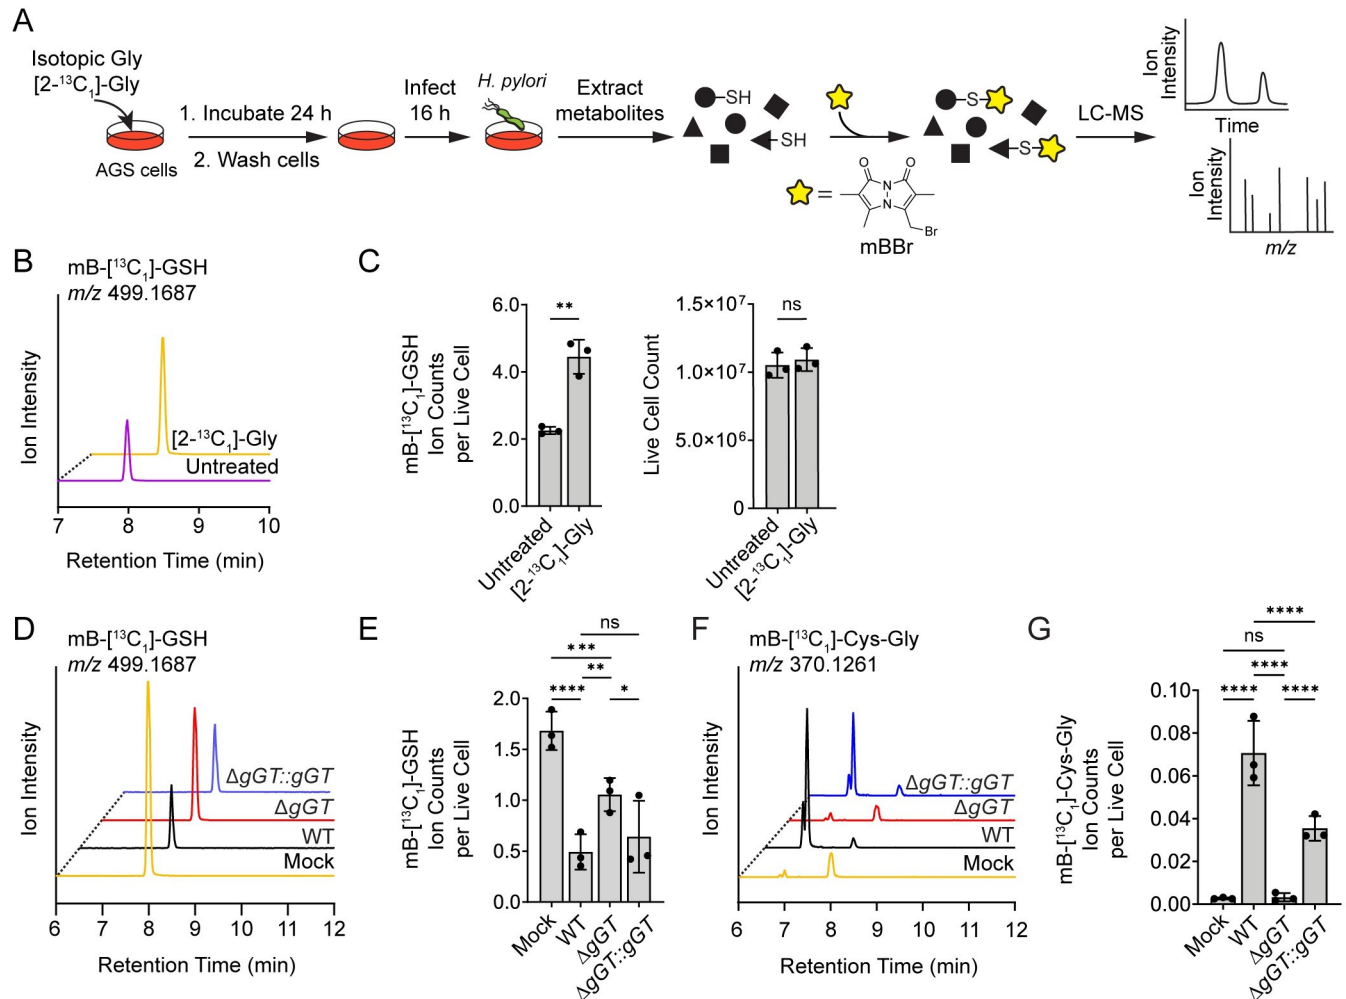 A
Isotopic Gly
[2-¹³C₁]-Gly
AGS cells
1. Incubate 24 h
2. Wash cells
Infect
16 h
H. pylori
Extract
metabolites
SH
SH
O
O
N
N
Br
= 
mBBr
S
S
LC-MS
Ion
Intensity
Time
Ion
Intensity
m/z
B
mB-[¹³C₁]-GSH
m/z 499.1687
Ion Intensity
[2-¹³C₁]-Gly
Untreated
7 8 9 10
Retention Time (min)
C
mB-[¹³C₁]-GSH
Ion Counts
per Live Cell
6.0
4.0
2.0
0.0
**
Untreated
[2-¹³C₁]-Gly
Live Cell Count
1.5×10⁷
1.0×10⁷
5.0×10⁶
0
ns
Untreated
[2-¹³C₁]-Gly
D
mB-[¹³C₁]-GSH
m/z 499.1687
Ion Intensity
ΔgGT::gGT
ΔgGT
WT
Mock
6 7 8 9 10 11 12
Retention Time (min)
E
mB-[¹³C₁]-GSH
Ion Counts
per Live Cell
ns
***
**
**** *
2.0
1.5
1.0
0.5
0.0
Mock
WT
ΔgGT
ΔgGT::gGT
F
mB-[¹³C₁]-Cys-Gly
m/z 370.1261
Ion Intensity
ΔgGT::gGT
ΔgGT
WT
Mock
6 7 8 9 10 11 12
Retention Time (min)
G
mB-[¹³C₁]-Cys-Gly
Ion Counts
per Live Cell
****
ns
****
**** ****
0.10
0.08
0.06
0.04
0.02
0.00
Mock
WT
ΔgGT
ΔgGT::gGT